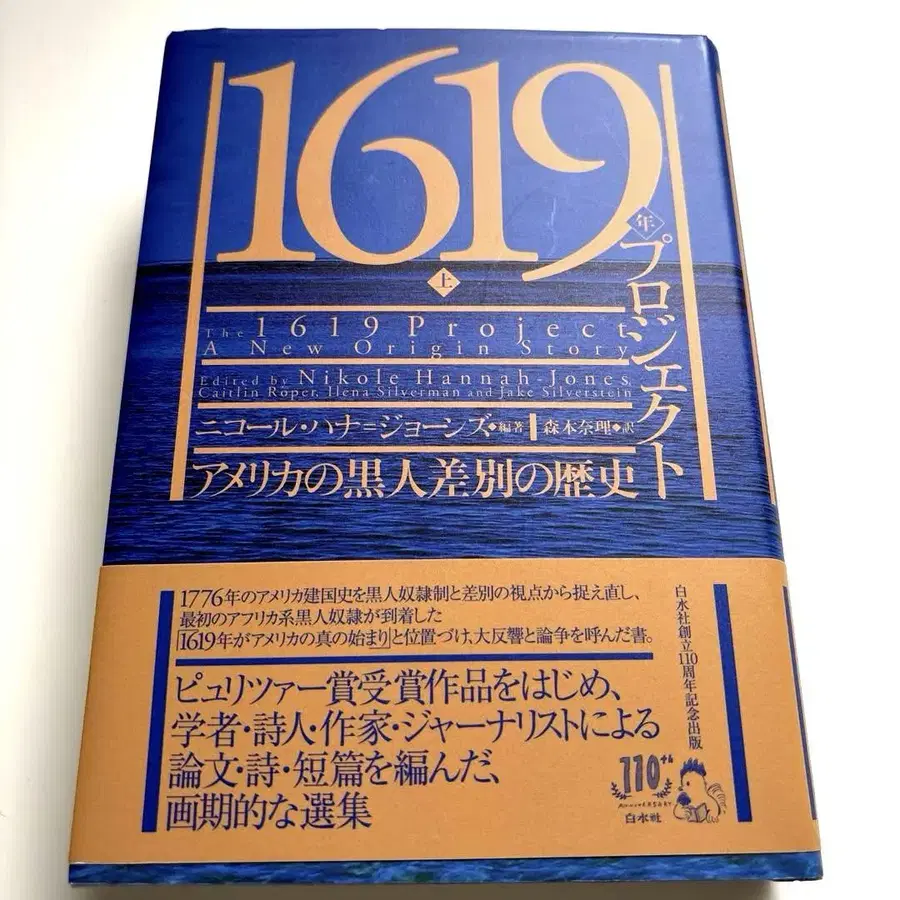 1619
年
プロジェクト
上
The 1619 Project
A New Origin Story
Edited by Nikole Hannah-Jones,
Caitlin Roper, Ilena Silverman and Jake Silverstein
ニコール・ハナ=ジョーンズ◆編著
森本奈理◆訳
アメリカの黒人差別の歴史
1776年のアメリカ建国史を黒人奴隷制と差別の視点から捉え直し、
最初のアフリカ系黒人奴隷が到着した
「1619年がアメリカの真の始まり」と位置づけ、大反響と論争を呼んだ書。
ピュリツァー賞受賞作品をはじめ、
学者・詩人・作家・ジャーナリストによる
論文・詩・短篇を編んだ、
画期的な選集
白水社創立110周年記念出版
110th
ANNIVERSARY
白水社